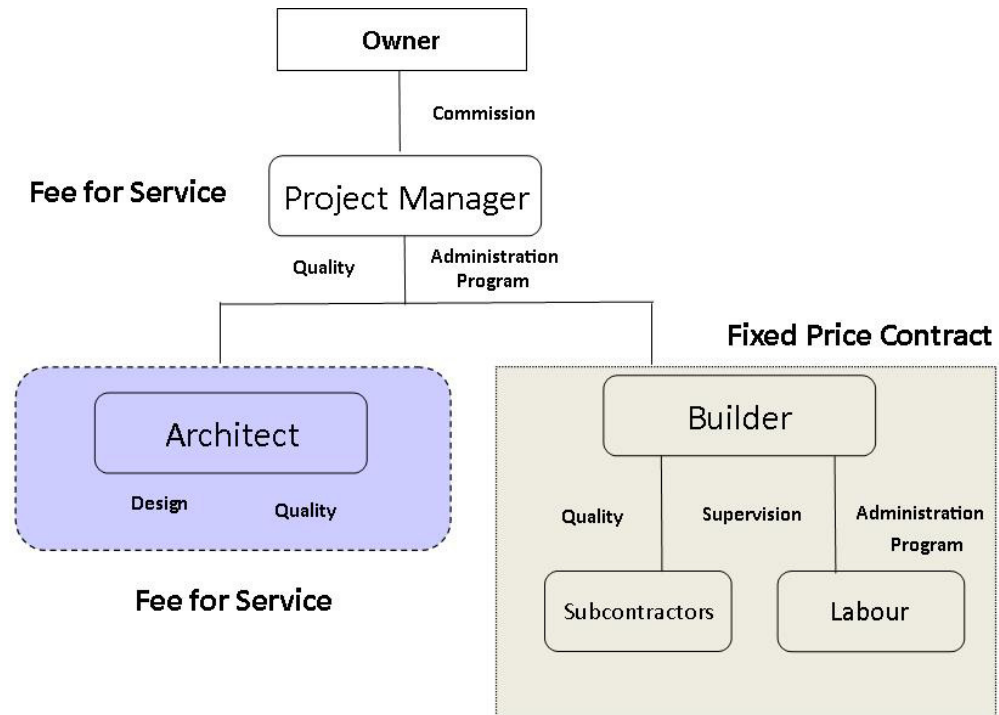 Owner
Commission
Fee for Service
Project Manager
Quality
Administration
Program
Fixed Price Contract
Architect
Design
Quality
Fee for Service
Builder
Quality
Supervision
Administration
Program
Subcontractors
Labour